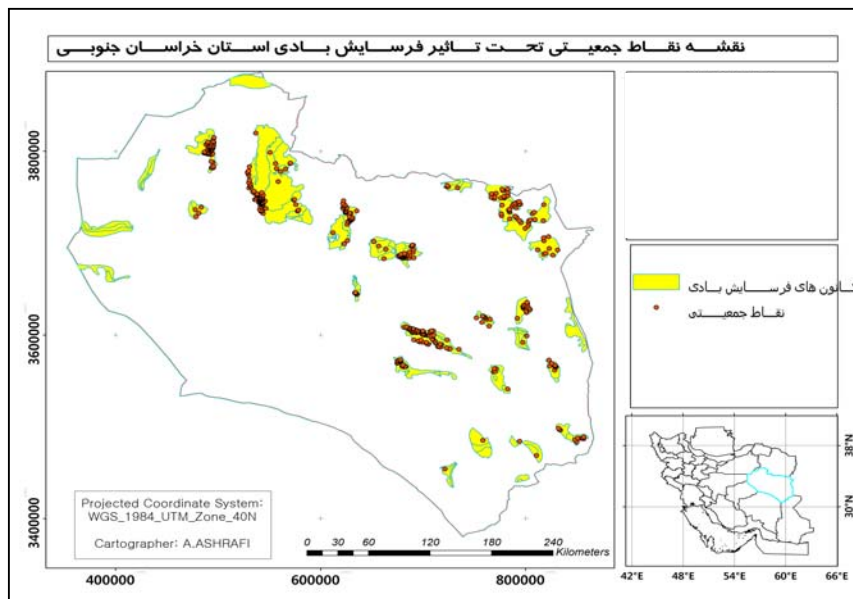 نقشه نقاط جمعیتی تحت تاثیر فرسایش بادی استان خراسان جنوبی
3800000
3600000
3400000
400000
600000
800000
کانون های فرسایش بادی
نقاط جمعیتی
Projected Coordinate System:
WGS_1984_UTM_Zone_40N
Cartographer: A.ASHRAFI
0 30 60 120 180 240
Kilometers
38°N
30°N
42°E 48°E 54°E 60°E 66°E